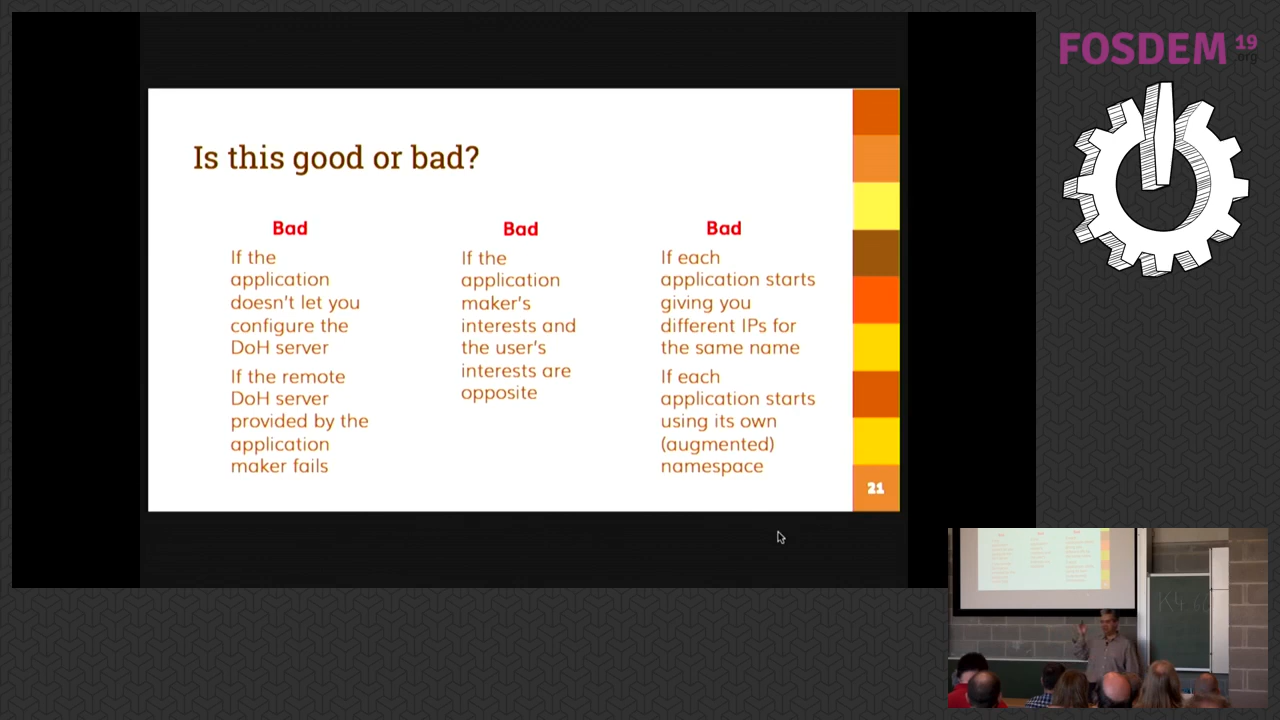 FOSDEM 19
.org
Is this good or bad?
Bad
If the
application
doesn't let you
configure the
DoH server
If the remote
DoH server
provided by the
application
maker fails
Bad
If the
application
maker's
interests and
the user's
interests are
opposite
Bad
If each
application starts
giving you
different IPs for
the same name
If each
application starts
using its own
(augmented)
namespace
21